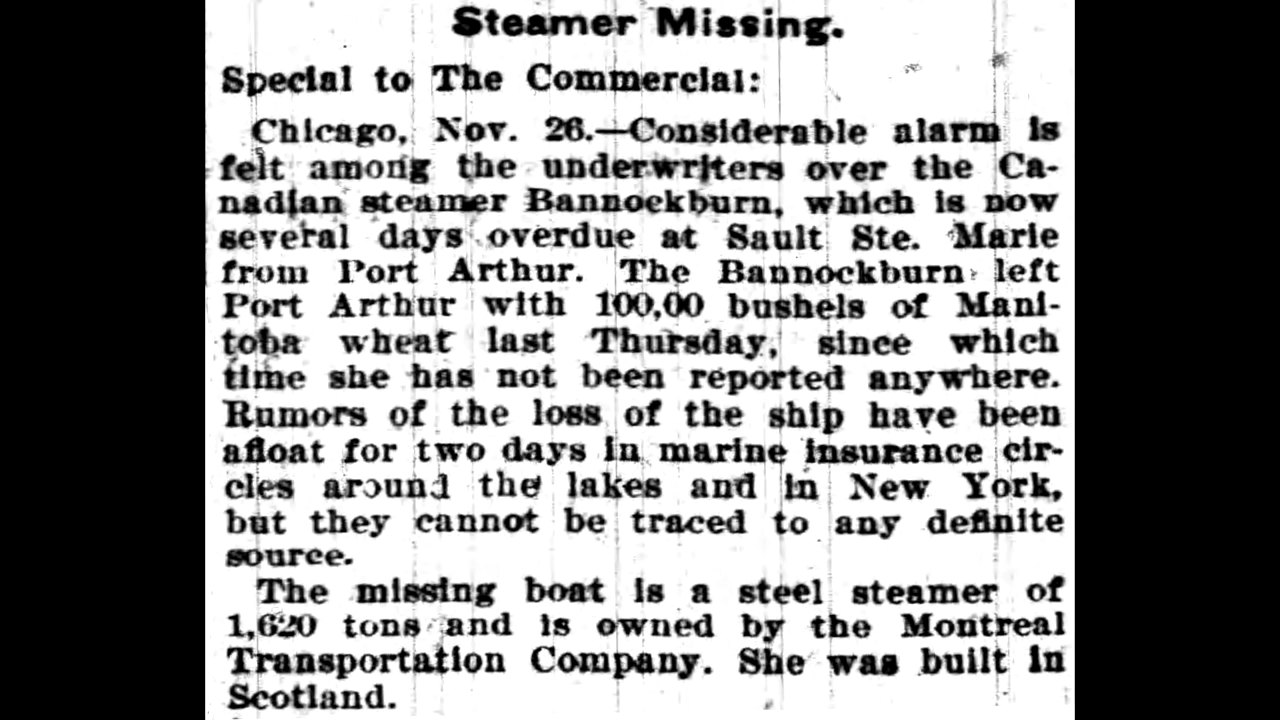 Steamer Missing.
Special to The Commercial:
Chicago, Nov. 26.—Considerable alarm is
felt among the underwriters over the Ca-
nadian steamer Bannockburn, which is now
several days overdue at Sault Ste. Marie
from Port Arthur. The Bannockburn left
Port Arthur with 100,00 bushels of Mani-
toba wheat last Thursday, since which
time she has not been reported anywhere.
Rumors of the loss of the ship have been
afloat for two days in marine insurance cir-
cles around the lakes and in New York,
but they cannot be traced to any definite
source.
The missing boat is a steel steamer of
1,620 tons and is owned by the Montreal
Transportation Company. She was built in
Scotland.